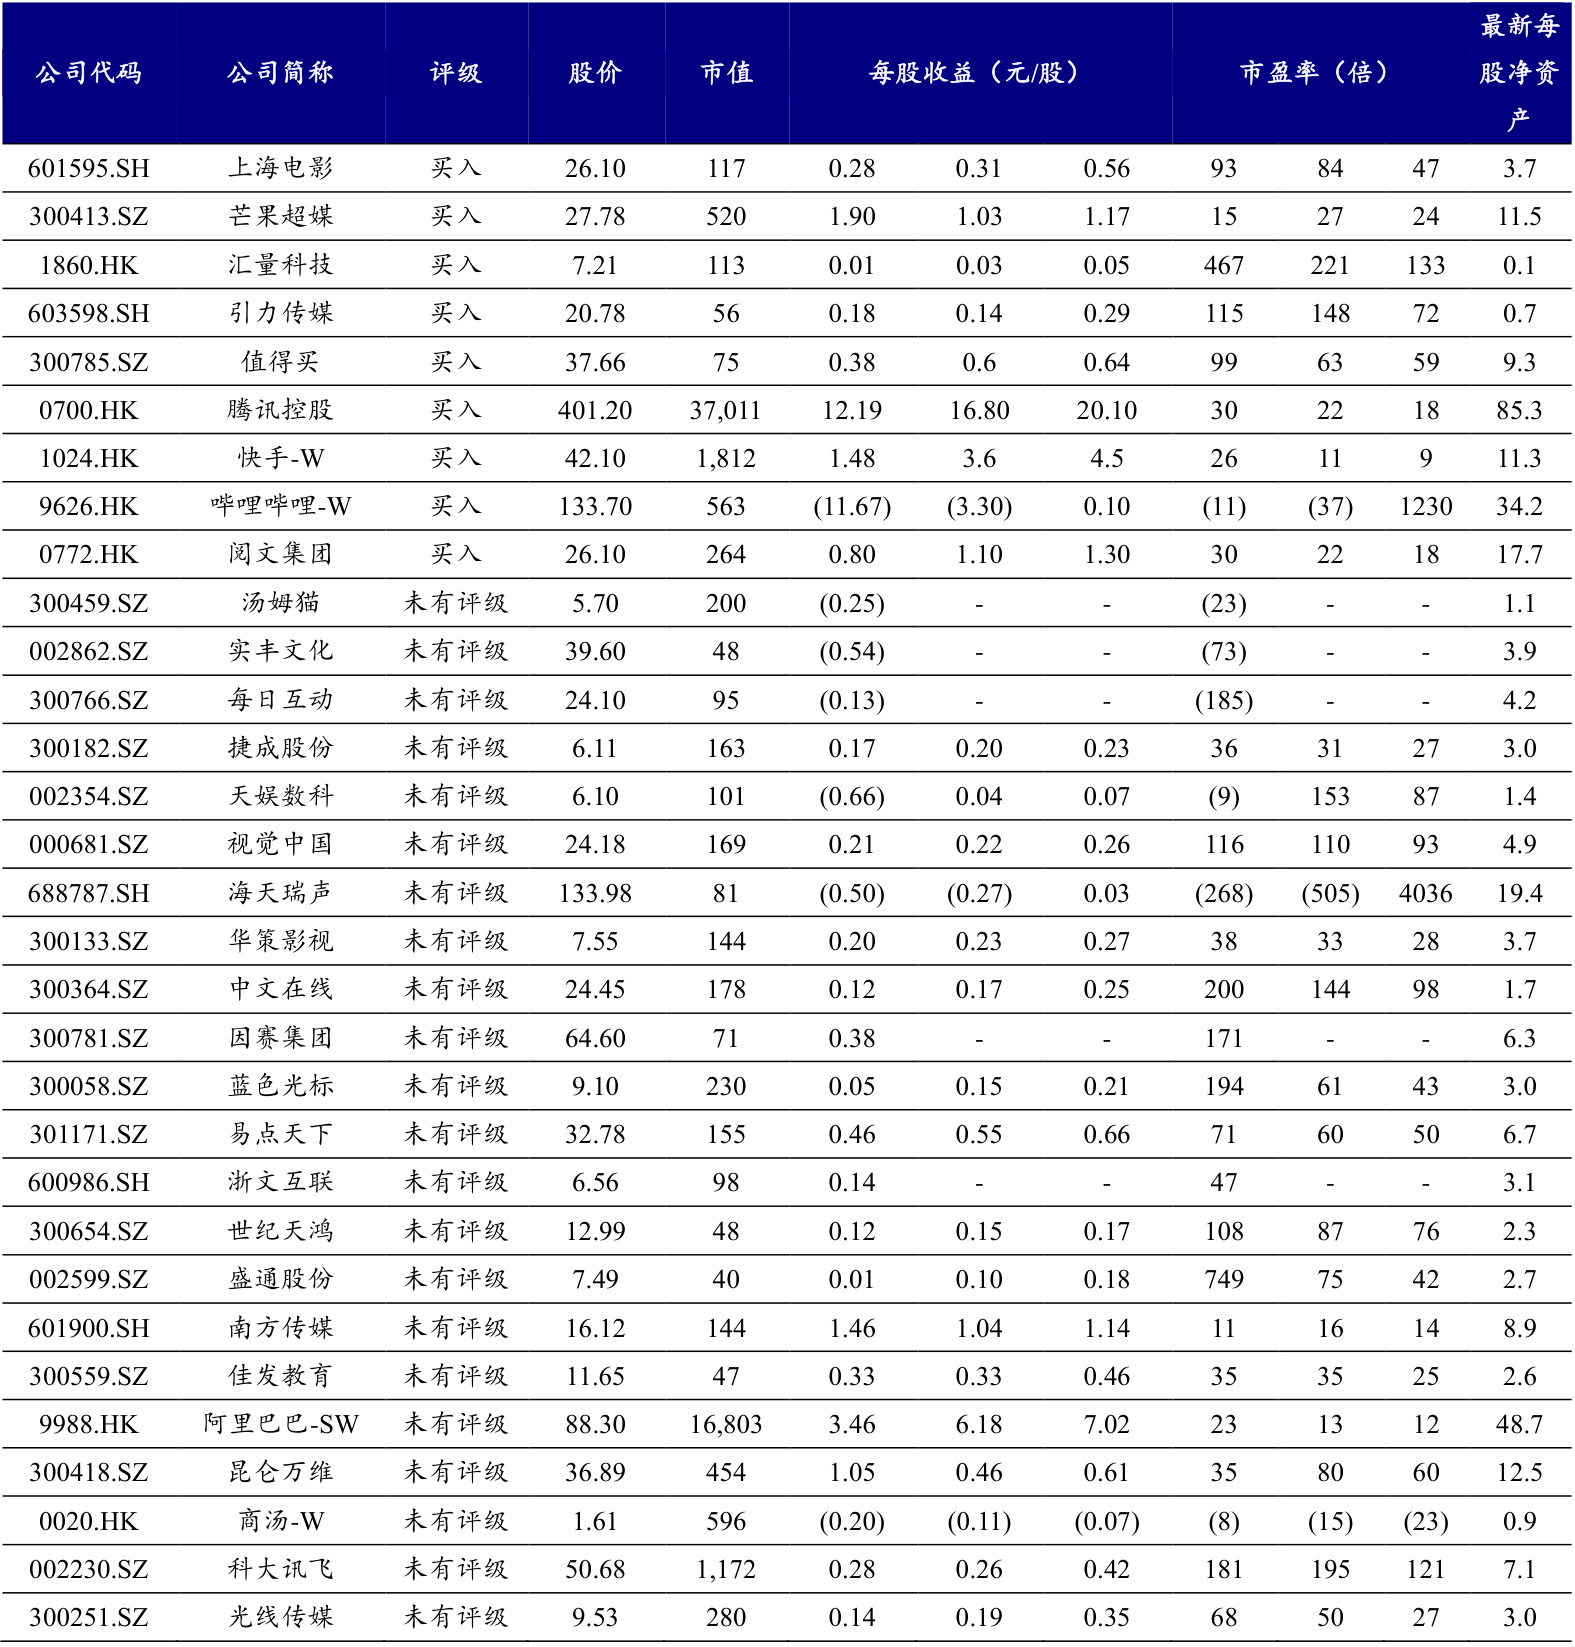 公司代码 公司简称 评级 股价 市值 每股收益（元/股） 市盈率（倍） 最新每股净资产
601595.SH 上海电影 买入 26.10 117 0.28 0.31 0.56 93 84 47 3.7
300413.SZ 芒果超媒 买入 27.78 520 1.90 1.03 1.17 15 27 24 11.5
1860.HK 汇量科技 买入 7.21 113 0.01 0.03 0.05 467 221 133 0.1
603598.SH 引力传媒 买入 20.78 56 0.18 0.14 0.29 115 148 72 0.7
300785.SZ 值得买 买入 37.66 75 0.38 0.6 0.64 99 63 59 9.3
0700.HK 腾讯控股 买入 401.20 37,011 12.19 16.80 20.10 30 22 18 85.3
1024.HK 快手-W 买入 42.10 1,812 1.48 3.6 4.5 26 11 9 11.3
9626.HK 哔哩哔哩-W 买入 133.70 563 (11.67) (3.30) 0.10 (11) (37) 1230 34.2
0772.HK 阅文集团 买入 26.10 264 0.80 1.10 1.30 30 22 18 17.7
300459.SZ 汤姆猫 未有评级 5.70 200 (0.25) - - (23) - - 1.1
002862.SZ 实丰文化 未有评级 39.60 48 (0.54) - - (73) - - 3.9
300766.SZ 每日互动 未有评级 24.10 95 (0.13) - - (185) - - 4.2
300182.SZ 捷成股份 未有评级 6.11 163 0.17 0.20 0.23 36 31 27 3.0
002354.SZ 天娱数科 未有评级 6.10 101 (0.66) 0.04 0.07 (9) 153 87 1.4
000681.SZ 视觉中国 未有评级 24.18 169 0.21 0.22 0.26 116 110 93 4.9
688787.SH 海天瑞声 未有评级 133.98 81 (0.50) (0.27) 0.03 (268) (505) 4036 19.4
300133.SZ 华策影视 未有评级 7.55 144 0.20 0.23 0.27 38 33 28 3.7
300364.SZ 中文在线 未有评级 24.45 178 0.12 0.17 0.25 200 144 98 1.7
300781.SZ 因赛集团 未有评级 64.60 71 0.38 - - 171 - - 6.3
300058.SZ 蓝色光标 未有评级 9.10 230 0.05 0.15 0.21 194 61 43 3.0
301171.SZ 易点天下 未有评级 32.78 155 0.46 0.55 0.66 71 60 50 6.7
600986.SH 浙文互联 未有评级 6.56 98 0.14 - - 47 - - 3.1
300654.SZ 世纪天鸿 未有评级 12.99 48 0.12 0.15 0.17 108 87 76 2.3
002599.SZ 盛通股份 未有评级 7.49 40 0.01 0.10 0.18 749 75 42 2.7
601900.SH 南方传媒 未有评级 16.12 144 1.46 1.04 1.14 11 16 14 8.9
300559.SZ 佳发教育 未有评级 11.65 47 0.33 0.33 0.46 35 35 25 2.6
9988.HK 阿里巴巴-SW 未有评级 88.30 16,803 3.46 6.18 7.02 23 13 12 48.7
300418.SZ 昆仑万维 未有评级 36.89 454 1.05 0.46 0.61 35 80 60 12.5
0020.HK 商汤-W 未有评级 1.61 596 (0.20) (0.11) (0.07) (8) (15) (23) 0.9
002230.SZ 科大讯飞 未有评级 50.68 1,172 0.28 0.26 0.42 181 195 121 7.1
300251.SZ 光线传媒 未有评级 9.53 280 0.14 0.19 0.35 68 50 27 3.0